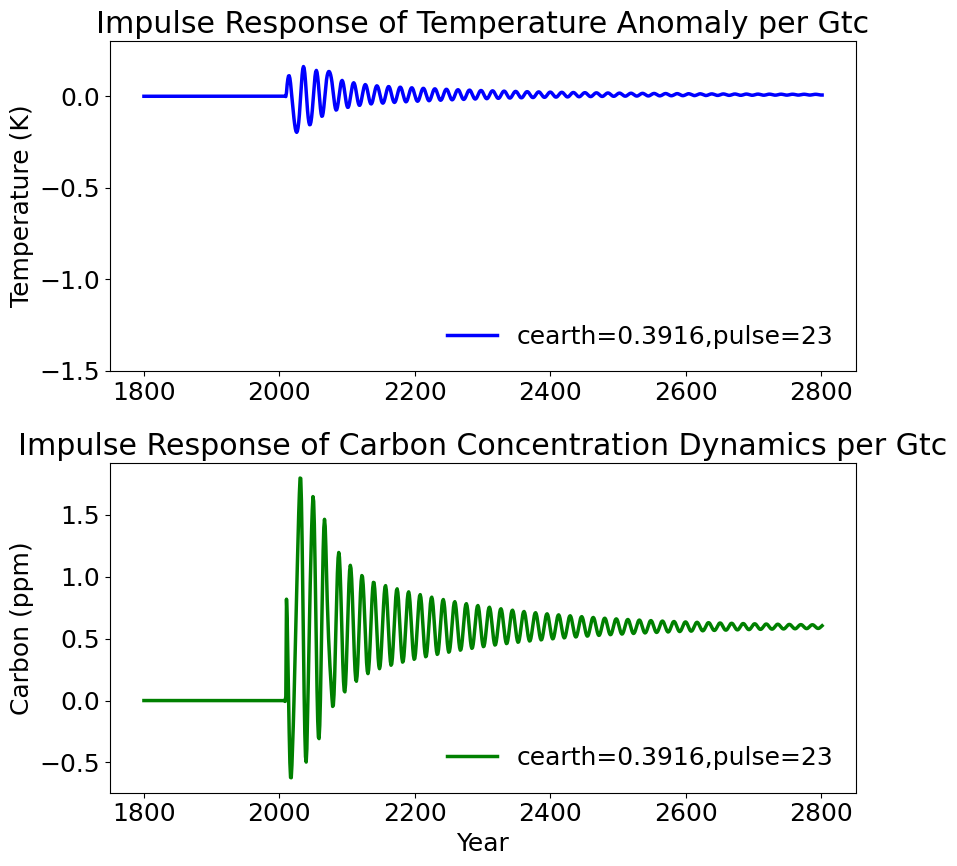 Impulse Response of Temperature Anomaly per Gtc
0.0
−0.5
−1.0
−1.5
Temperature (K)
cearth=0.3916,pulse=23
1800 2000 2200 2400 2600 2800
Impulse Response of Carbon Concentration Dynamics per Gtc
1.5
1.0
0.5
0.0
−0.5
Carbon (ppm)
cearth=0.3916,pulse=23
1800 2000 2200 2400 2600 2800
Year